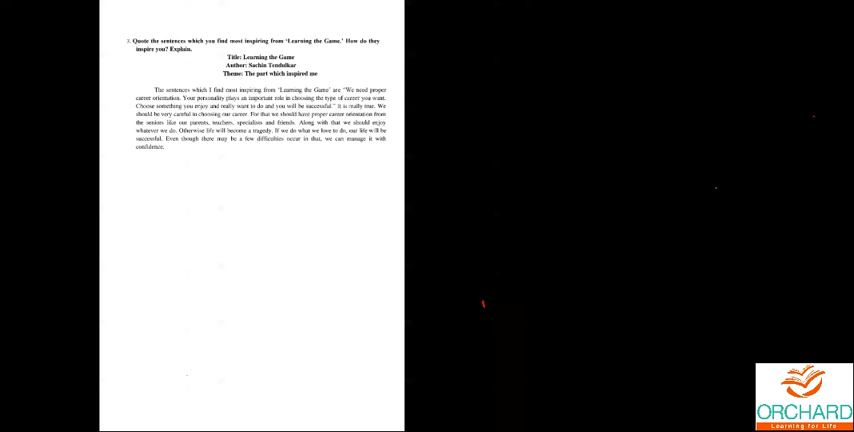 3. Quote the sentences which you find most inspiring from 'Learning the Game.' How do they
inspire you? Explain.
Title: Learning the Game
Author: Sachin Tendulkar
Theme: The part which inspired me
The sentences which I find most inspiring from 'Learning the Game' are "We need proper
career orientation. Your personality plays an important role in choosing the type of career you want.
Choose something you enjoy and really want to do and you will be successful." It is really true. We
should be very careful in choosing our career. For that we should have proper career orientation from
the seniors like our parents, teachers, specialists and friends. Along with that we should enjoy
whatever we do. Otherwise life will become a tragedy. If we do what we love to do, our life will be
successful. Even though there may be a few difficulties occur in that, we can manage it with
confidence.
ORCHARD
Learning for Life